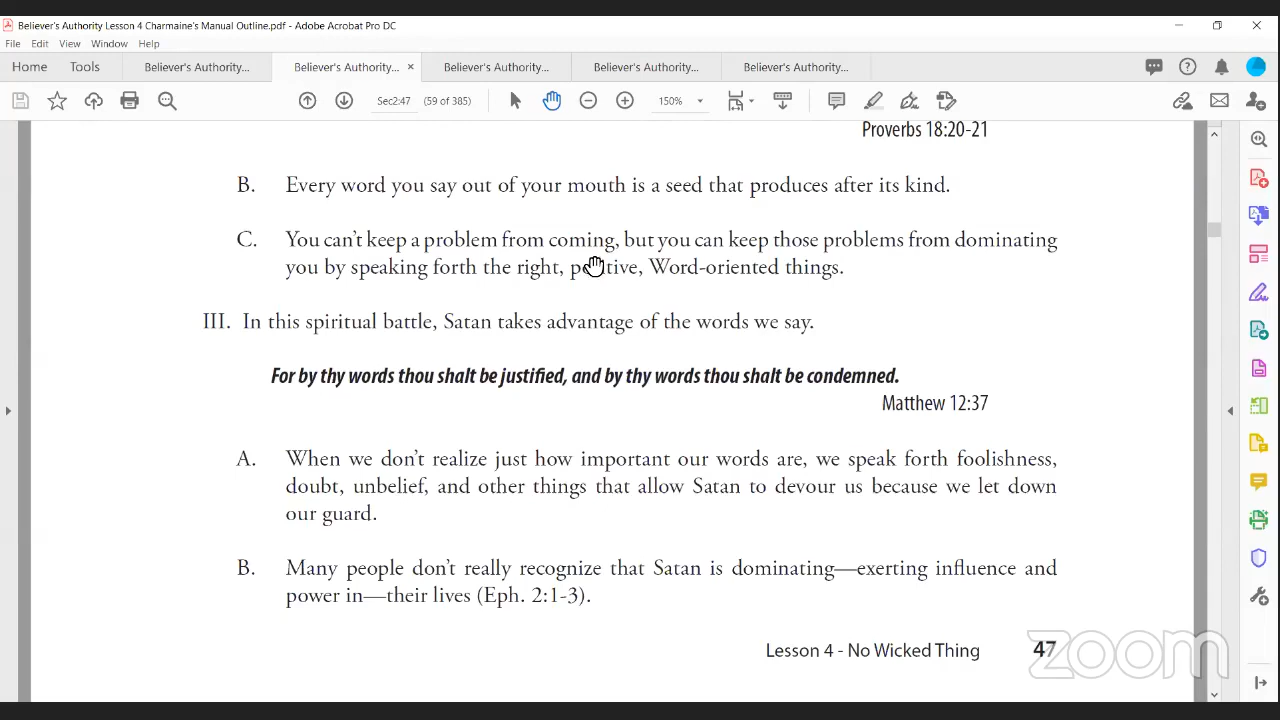 Believer's Authority Lesson 4 Charmaine's Manual Outline.pdf - Adobe Acrobat Pro DC
File Edit View Window Help
Home Tools Believer's Authority... Believer's Authority... × Believer's Authority... Believer's Authority... Believer's Authority...
Sec2:47 (59 of 385) 150%
Proverbs 18:20-21
B. Every word you say out of your mouth is a seed that produces after its kind.
C. You can't keep a problem from coming, but you can keep those problems from dominating
you by speaking forth the right, positive, Word-oriented things.
III. In this spiritual battle, Satan takes advantage of the words we say.
For by thy words thou shalt be justified, and by thy words thou shalt be condemned.
Matthew 12:37
A. When we don't realize just how important our words are, we speak forth foolishness,
doubt, unbelief, and other things that allow Satan to devour us because we let down
our guard.
B. Many people don't really recognize that Satan is dominating—exerting influence and
power in—their lives (Eph. 2:1-3).
Lesson 4 - No Wicked Thing 47
zoom